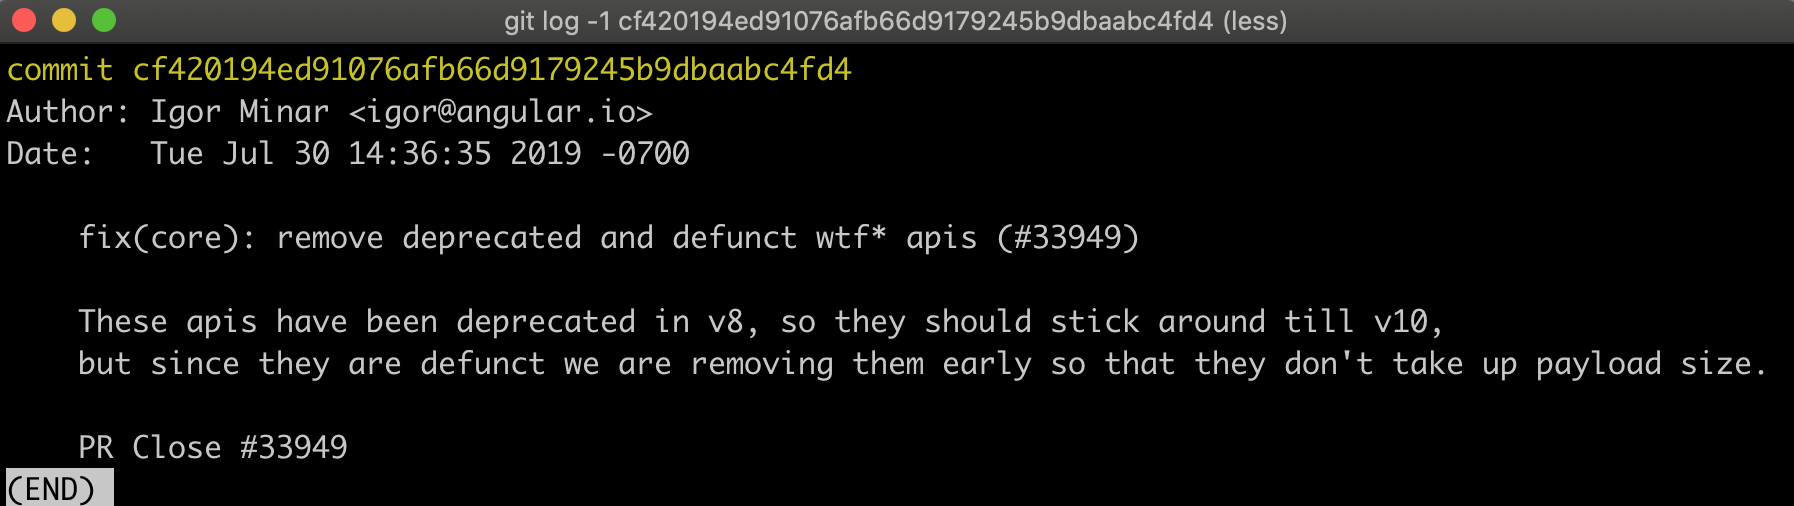 git log -1 cf420194ed91076afb66d9179245b9dbaabc4fd4 (less)
commit cf420194ed91076afb66d9179245b9dbaabc4fd4
Author: Igor Minar <igor@angular.io>
Date:   Tue Jul 30 14:36:35 2019 -0700
fix(core): remove deprecated and defunct wtf* apis (#33949)
These apis have been deprecated in v8, so they should stick around till v10,
but since they are defunct we are removing them early so that they don't take up payload size.
PR Close #33949
(END)